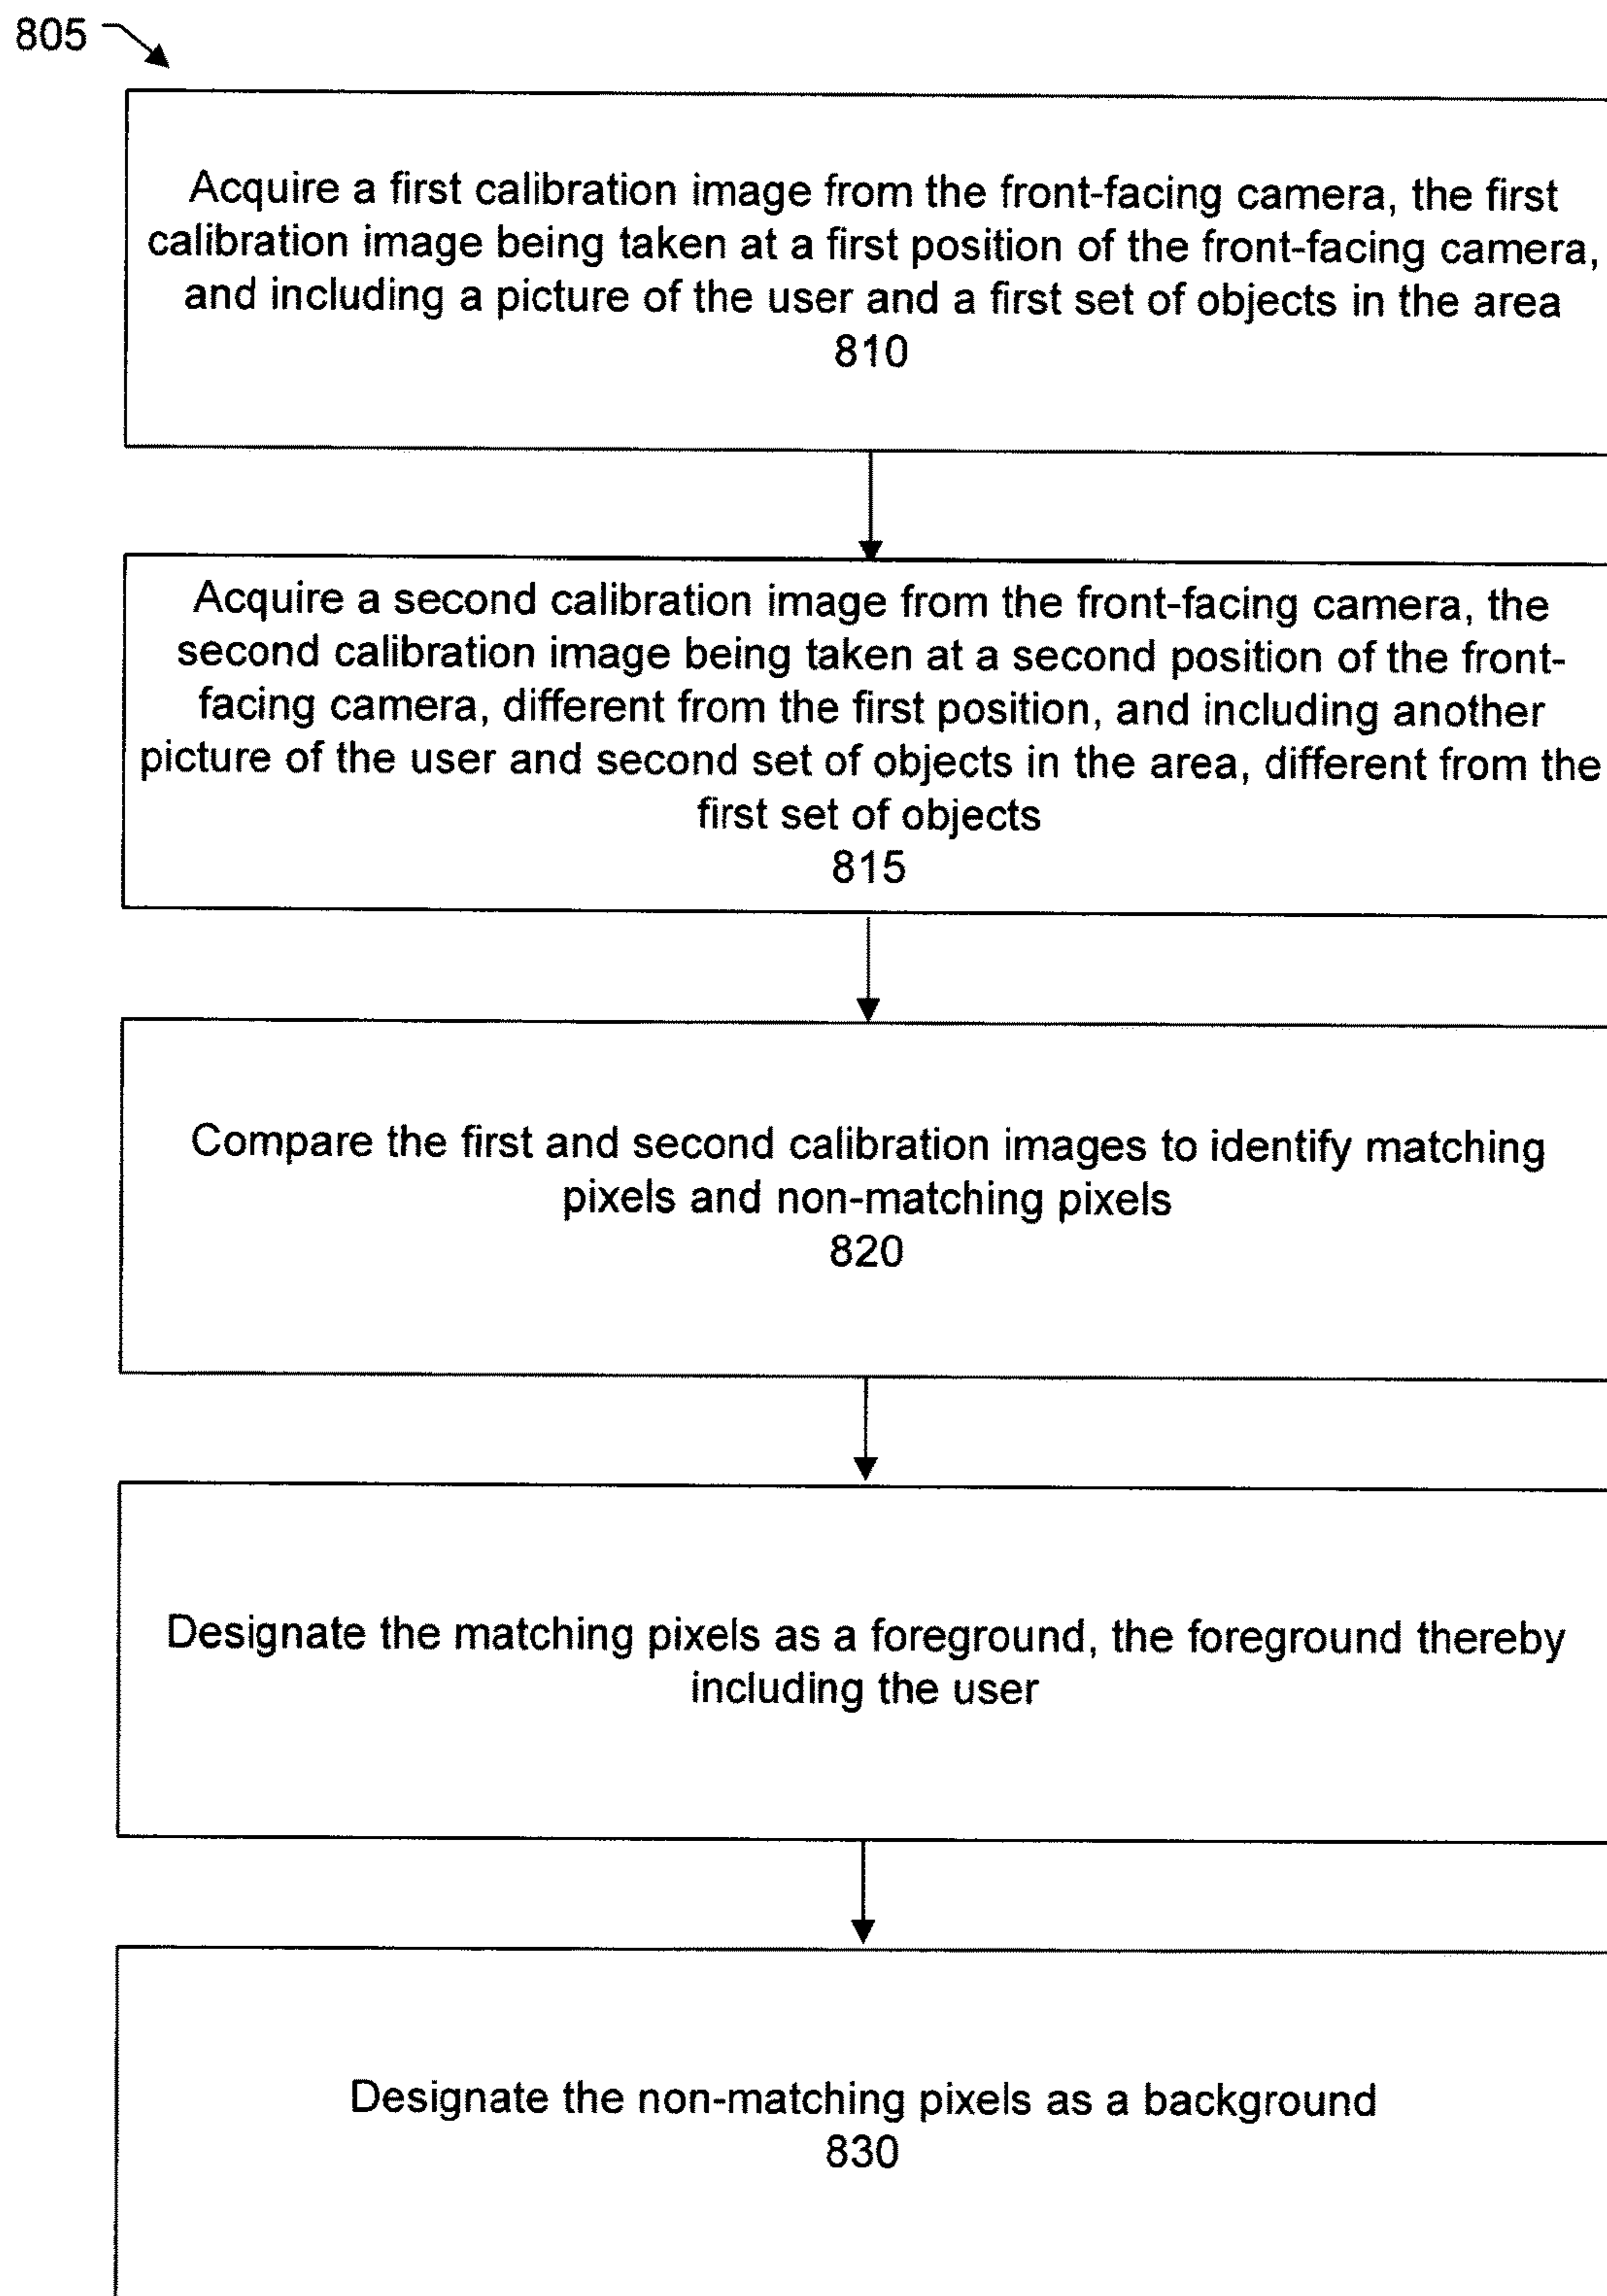 805
Acquire a first calibration image from the front-facing camera, the first
calibration image being taken at a first position of the front-facing camera,
and including a picture of the user and a first set of objects in the area
810
Acquire a second calibration image from the front-facing camera, the
second calibration image being taken at a second position of the front-
facing camera, different from the first position, and including another
picture of the user and second set of objects in the area, different from the
first set of objects
815
Compare the first and second calibration images to identify matching
pixels and non-matching pixels
820
Designate the matching pixels as a foreground, the foreground thereby
including the user
Designate the non-matching pixels as a background
830